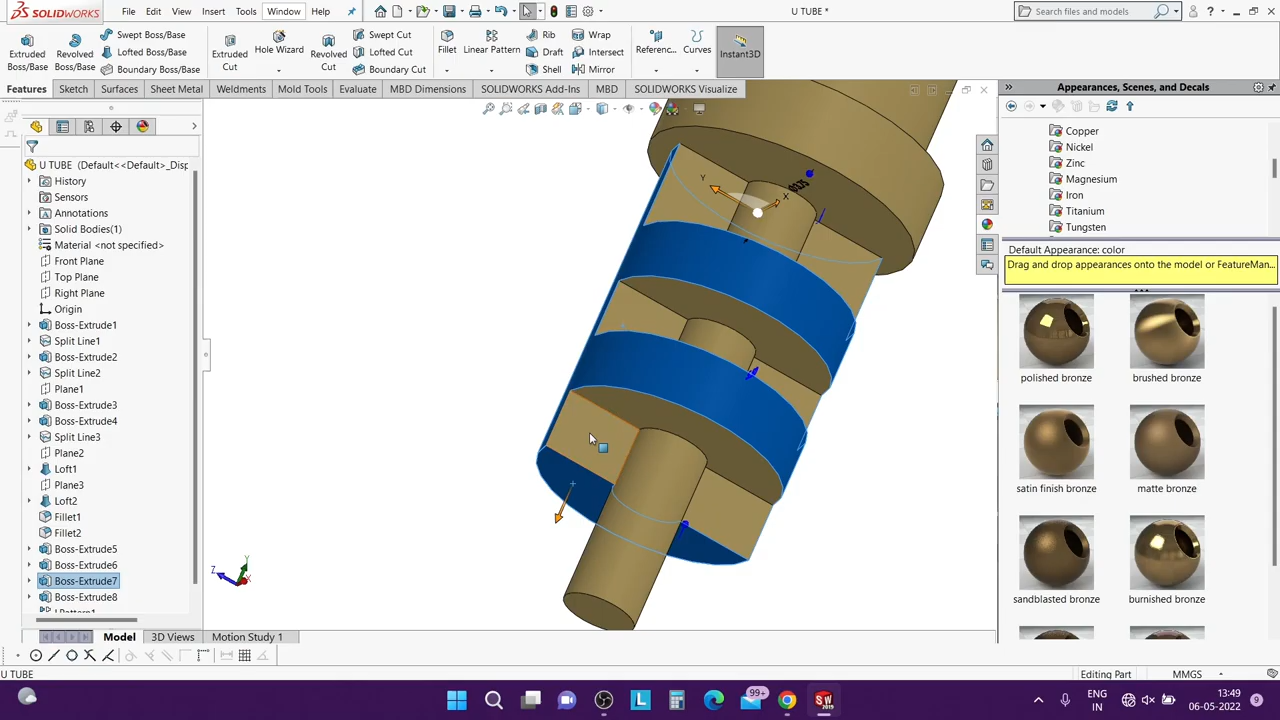 SOLIDWORKS
File Edit View Insert Tools Window Help
U TUBE *
Search files and models
Extruded Boss/Base
Revolved Boss/Base
Swept Boss/Base
Lofted Boss/Base
Boundary Boss/Base
Extruded Cut
Hole Wizard
Revolved Cut
Swept Cut
Lofted Cut
Boundary Cut
Fillet
Linear Pattern
Rib
Draft
Shell
Wrap
Intersect
Mirror
Referenc...
Curves
Instant3D
Features Sketch Surfaces Sheet Metal Weldments Mold Tools Evaluate MBD Dimensions SOLIDWORKS Add-Ins MBD SOLIDWORKS Visualize
U TUBE (Default<<Default>_Disp
History
Sensors
Annotations
Solid Bodies(1)
Material <not specified>
Front Plane
Top Plane
Right Plane
Origin
Boss-Extrude1
Split Line1
Boss-Extrude2
Split Line2
Plane1
Boss-Extrude3
Boss-Extrude4
Split Line3
Plane2
Loft1
Plane3
Loft2
Fillet1
Fillet2
Boss-Extrude5
Boss-Extrude6
Boss-Extrude7
Boss-Extrude8
LPattern1
Y
X
Z
Y
X
Appearances, Scenes, and Decals
Copper
Nickel
Zinc
Magnesium
Iron
Titanium
Tungsten
Default Appearance: color
Drag and drop appearances onto the model or FeatureMan...
polished bronze
brushed bronze
satin finish bronze
matte bronze
sandblasted bronze
burnished bronze
Model 3D Views Motion Study 1
U TUBE
Editing Part
MMGS
99+
SW
2019
ENG
IN
13:49
06-05-2022
9